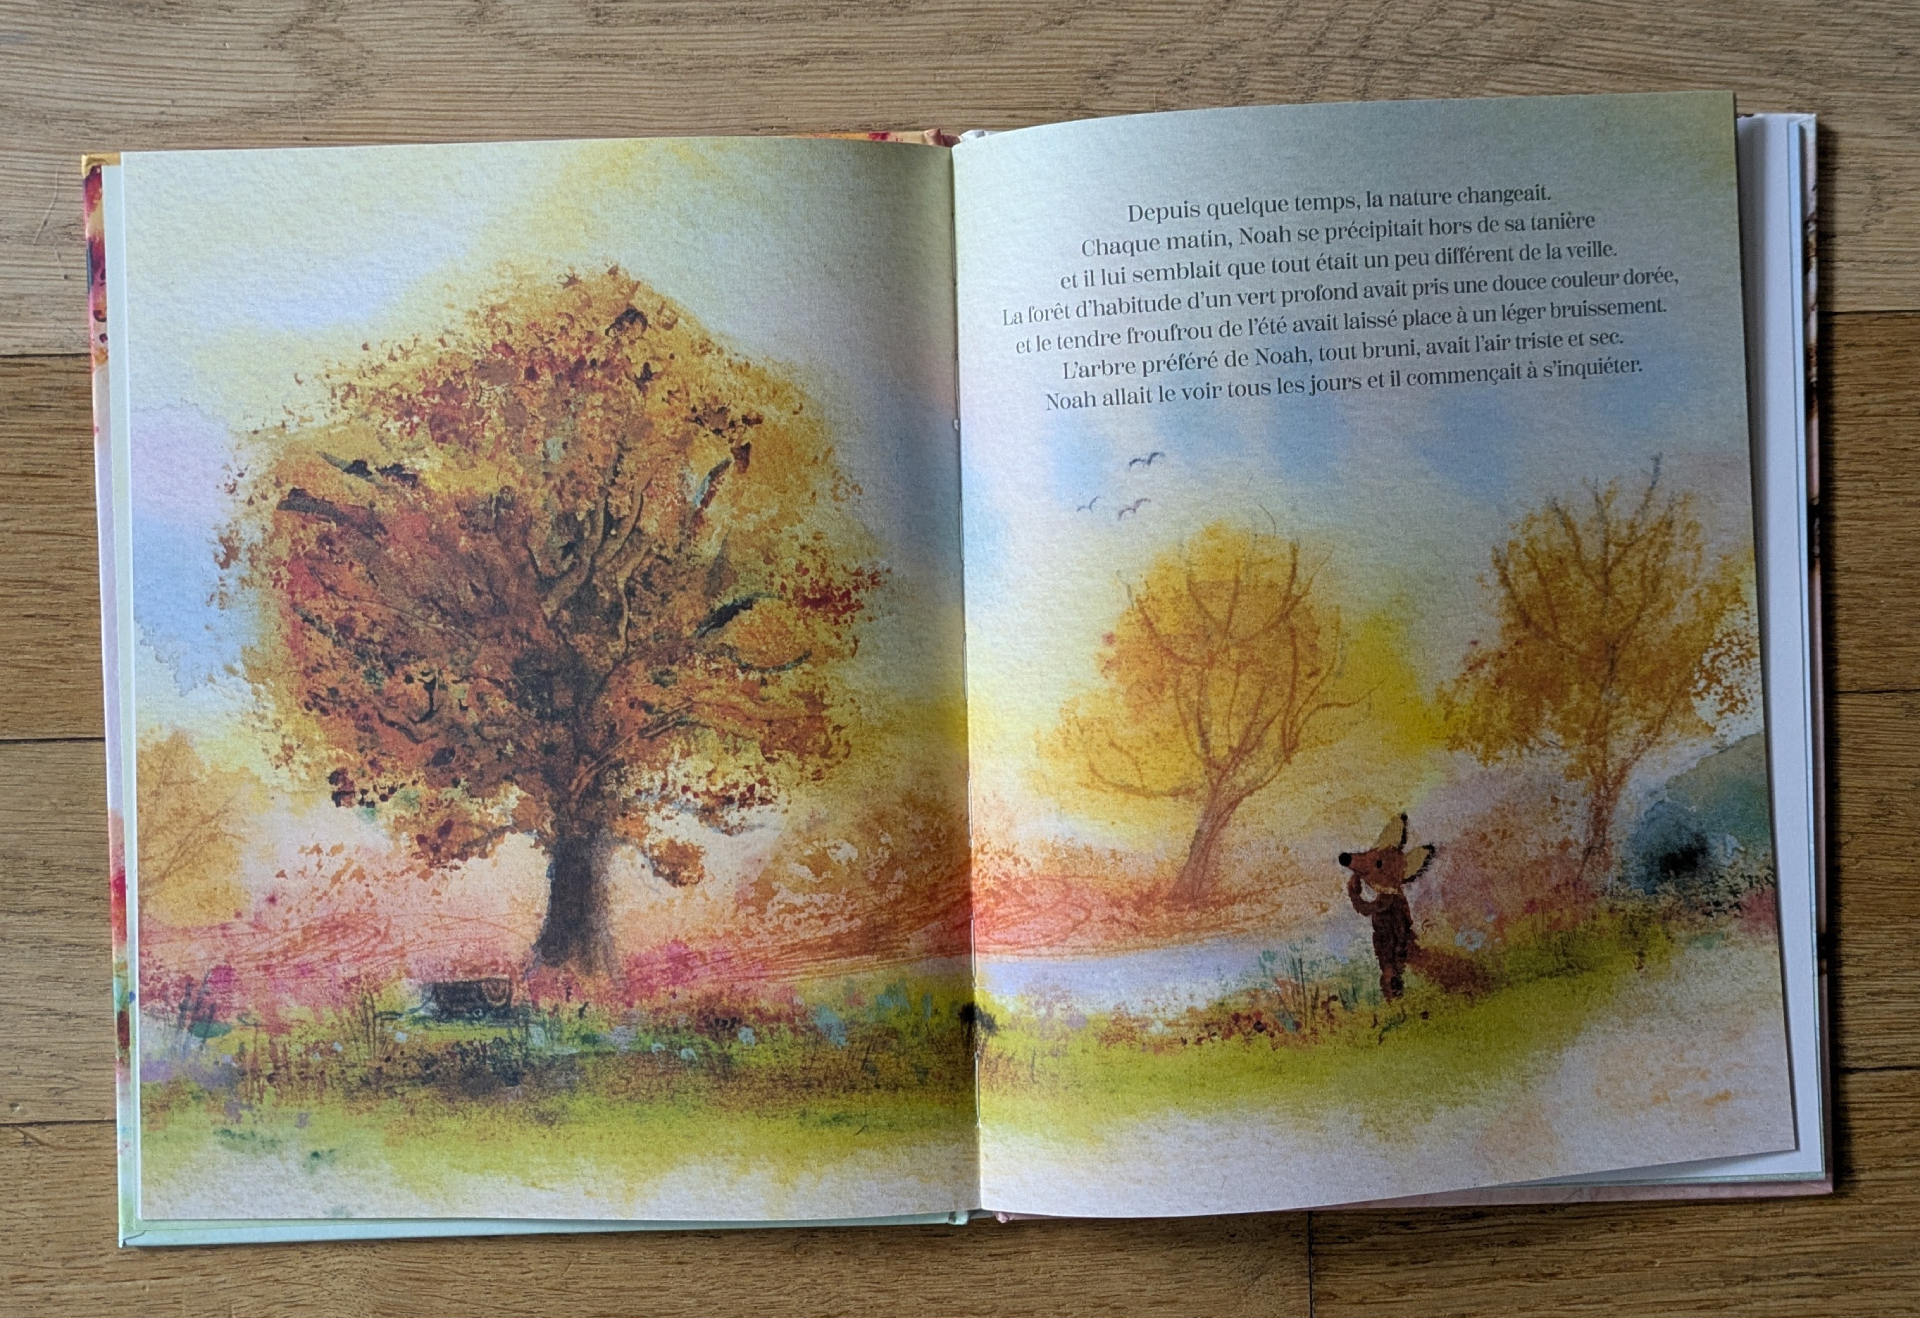 Depuis quelque temps, la nature changeait.
Chaque matin, Noah se précipitait hors de sa tanière
et il lui semblait que tout était un peu différent de la veille.
La forêt d'habitude d'un vert profond avait pris une douce couleur dorée,
et le tendre froufrou de l'été avait laissé place à un léger bruissement.
L'arbre préféré de Noah, tout bruni, avait l'air triste et sec.
Noah allait le voir tous les jours et il commençait à s'inquiéter.